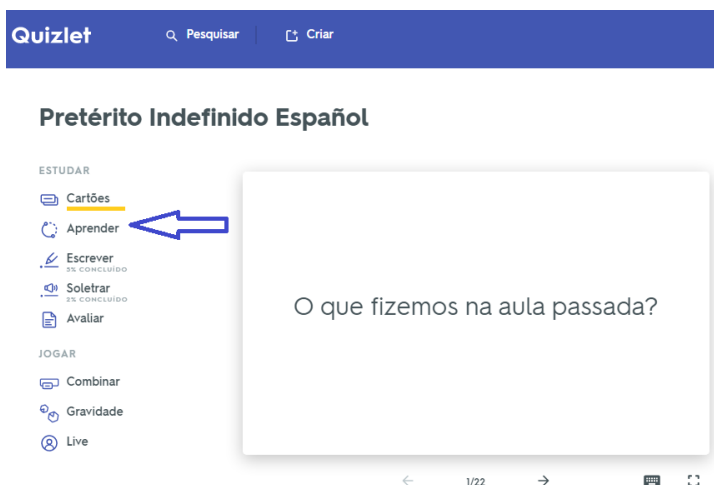 Quizlet Pesquisar Criar
Pretérito Indefinido Español
ESTUDAR
Cartões
Aprender
Escrever
3% CONCLUÍDO
Soletrar
2% CONCLUÍDO
Avaliar
JOGAR
Combinar
Gravidade
Live
O que fizemos na aula passada?
1/22